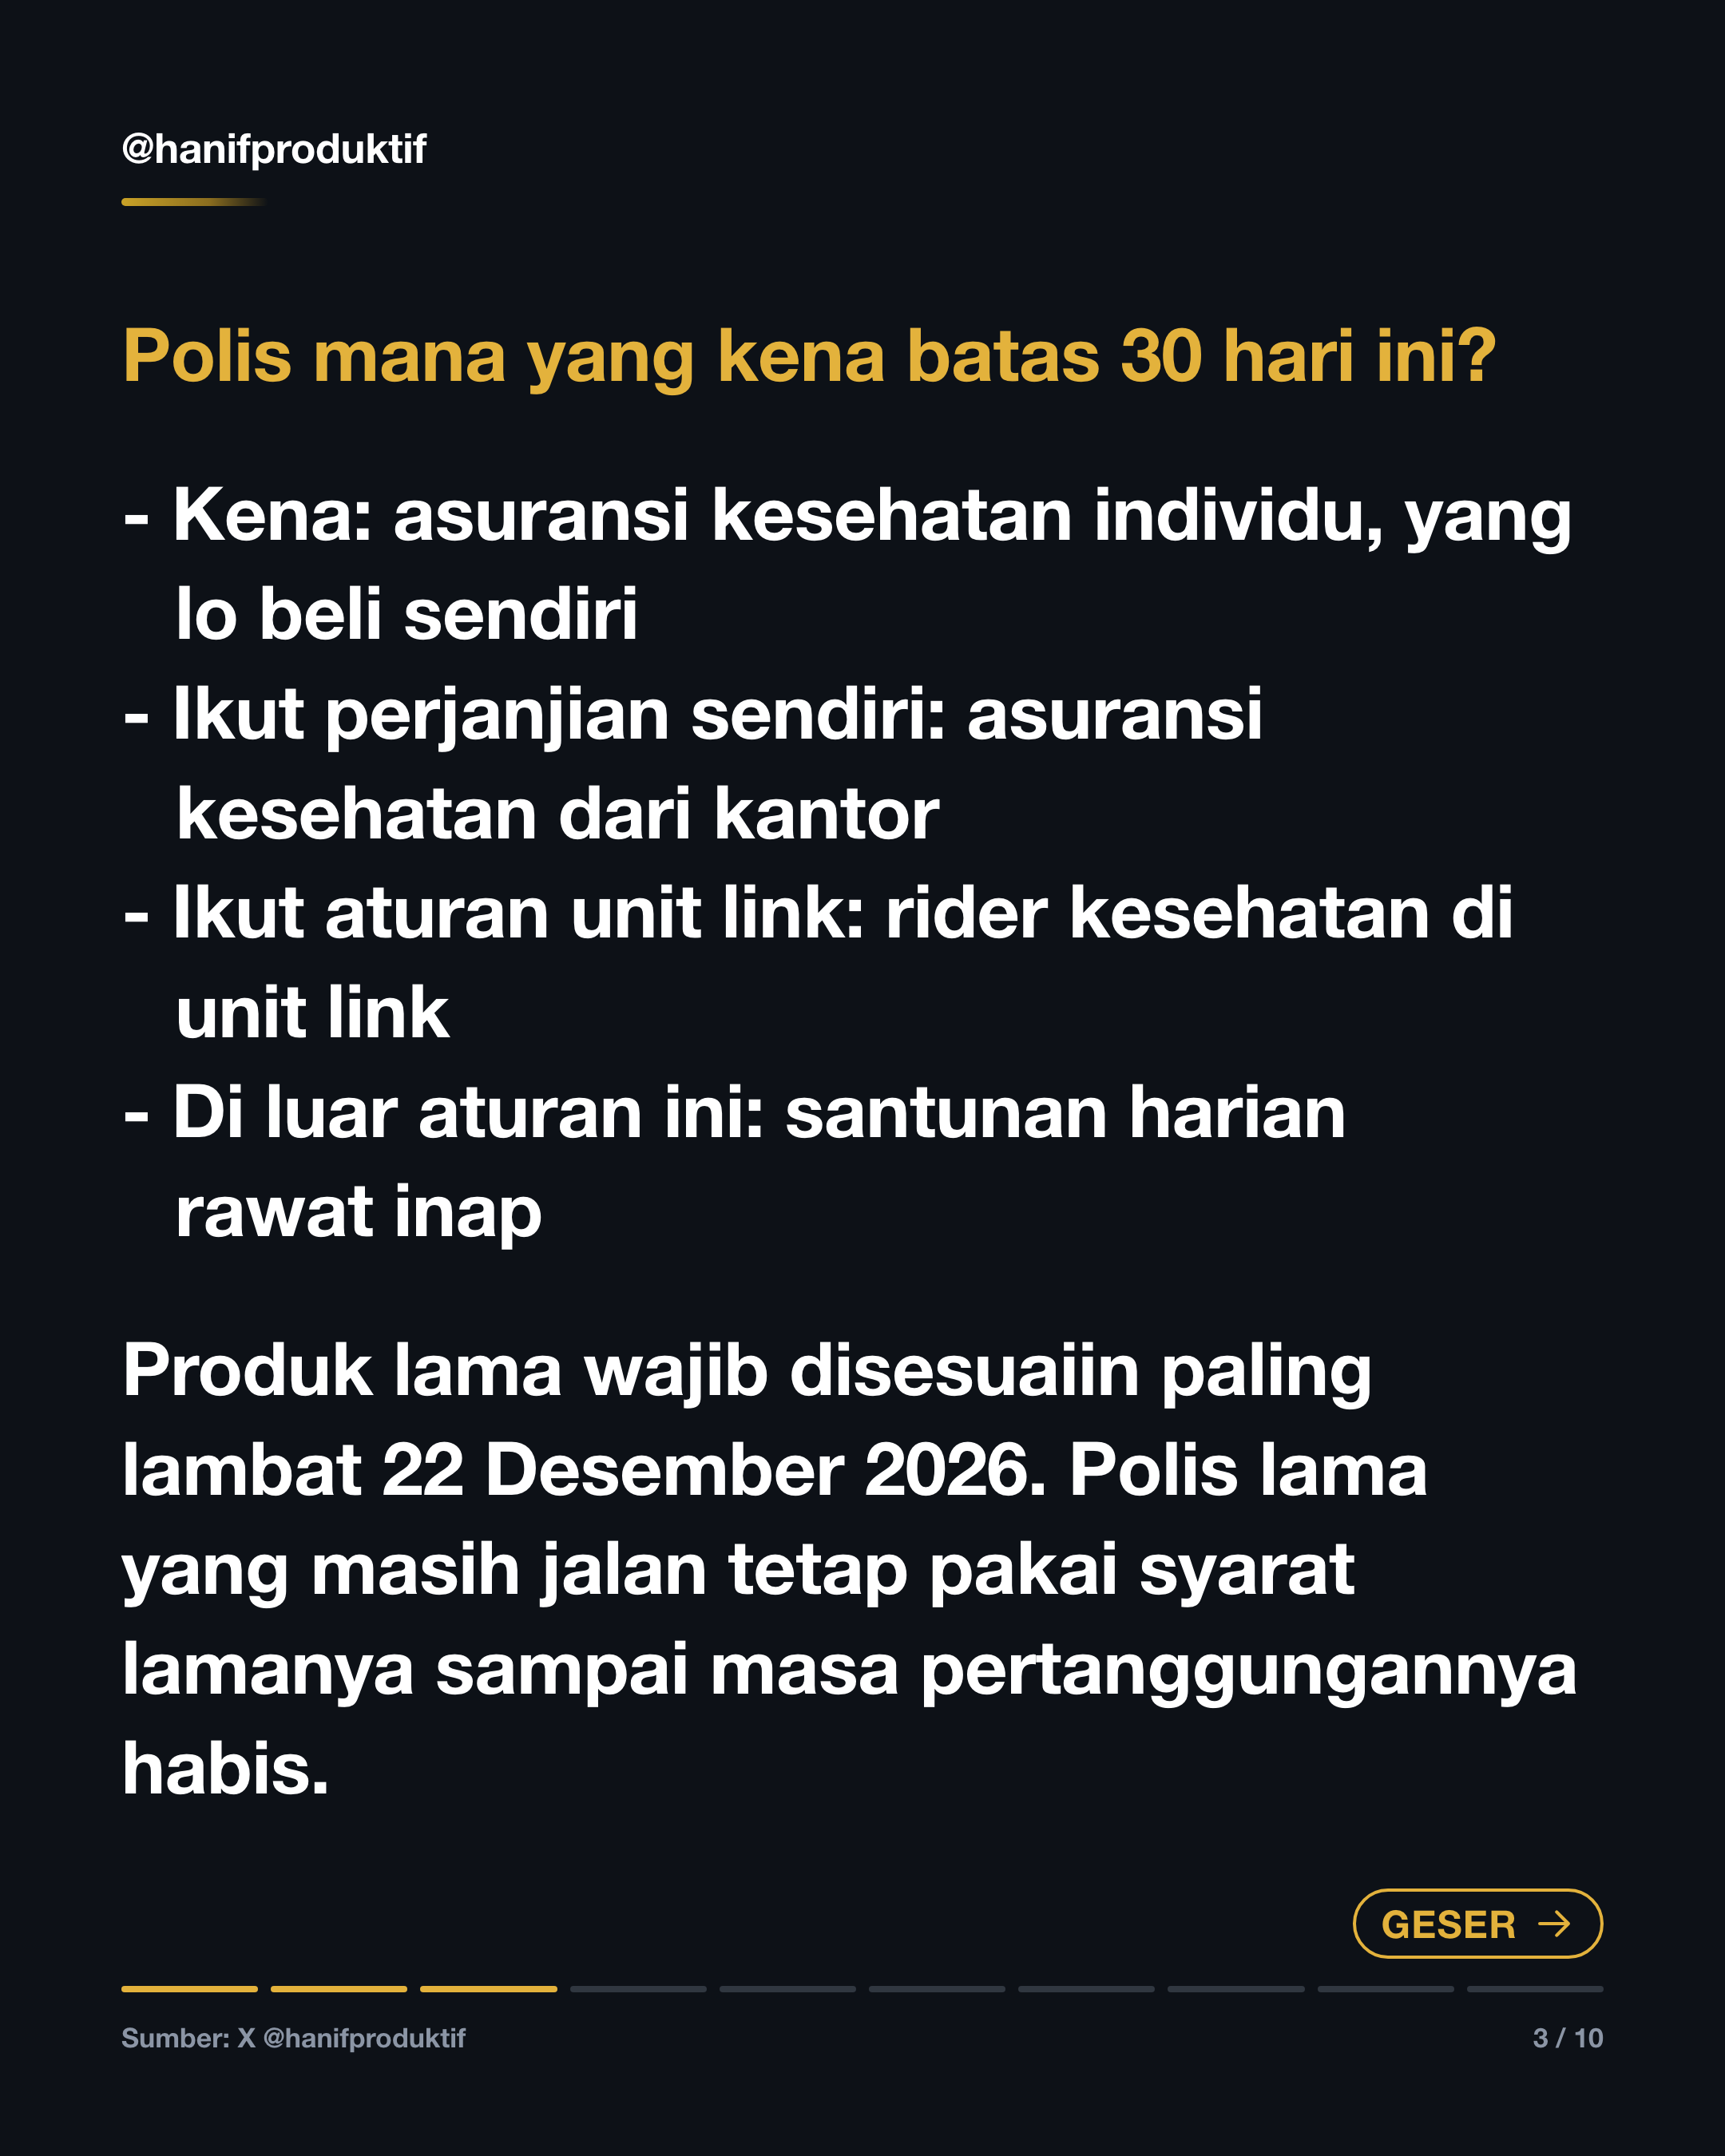 @hanifproduktif
Polis mana yang kena batas 30 hari ini?
- Kena: asuransi kesehatan individu, yang
lo beli sendiri
- Ikut perjanjian sendiri: asuransi
kesehatan dari kantor
- Ikut aturan unit link: rider kesehatan di
unit link
- Di luar aturan ini: santunan harian
rawat inap
Produk lama wajib disesuaiin paling
lambat 22 Desember 2026. Polis lama
yang masih jalan tetap pakai syarat
lamanya sampai masa pertanggungannya
habis.
GESER →
Sumber: X @hanifproduktif
3 / 10